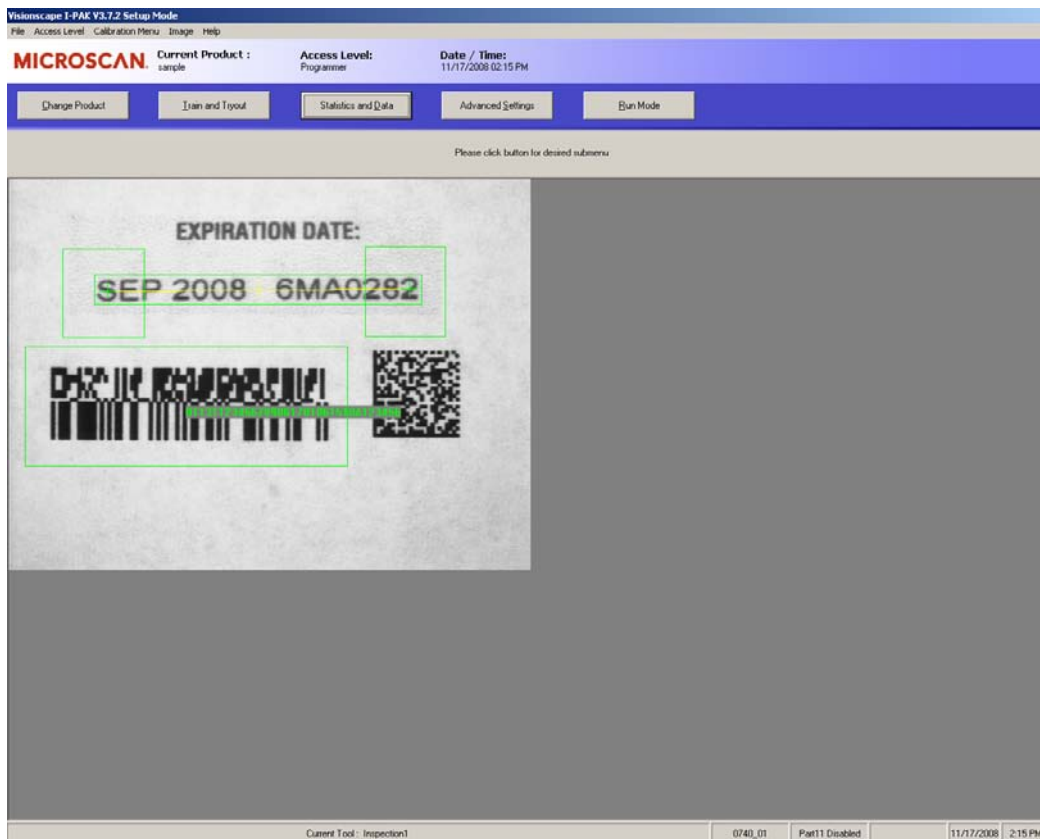 Visionscape I-PAK V3.7.2 Setup Mode
File Access Level Calibration Menu Image Help
MICROSCAN. Current Product : Access Level: Date / Time:
sample Programmer 11/17/2008 02:15 PM
Change Product Train and Tryout Statistics and Data Advanced Settings Run Mode
Please click button for desired submenu
EXPIRATION DATE:
SEP 2008 6MA0282
Current Tool : Inspection1 0740_01 Part11 Disabled 11/17/2008 2:15 PM